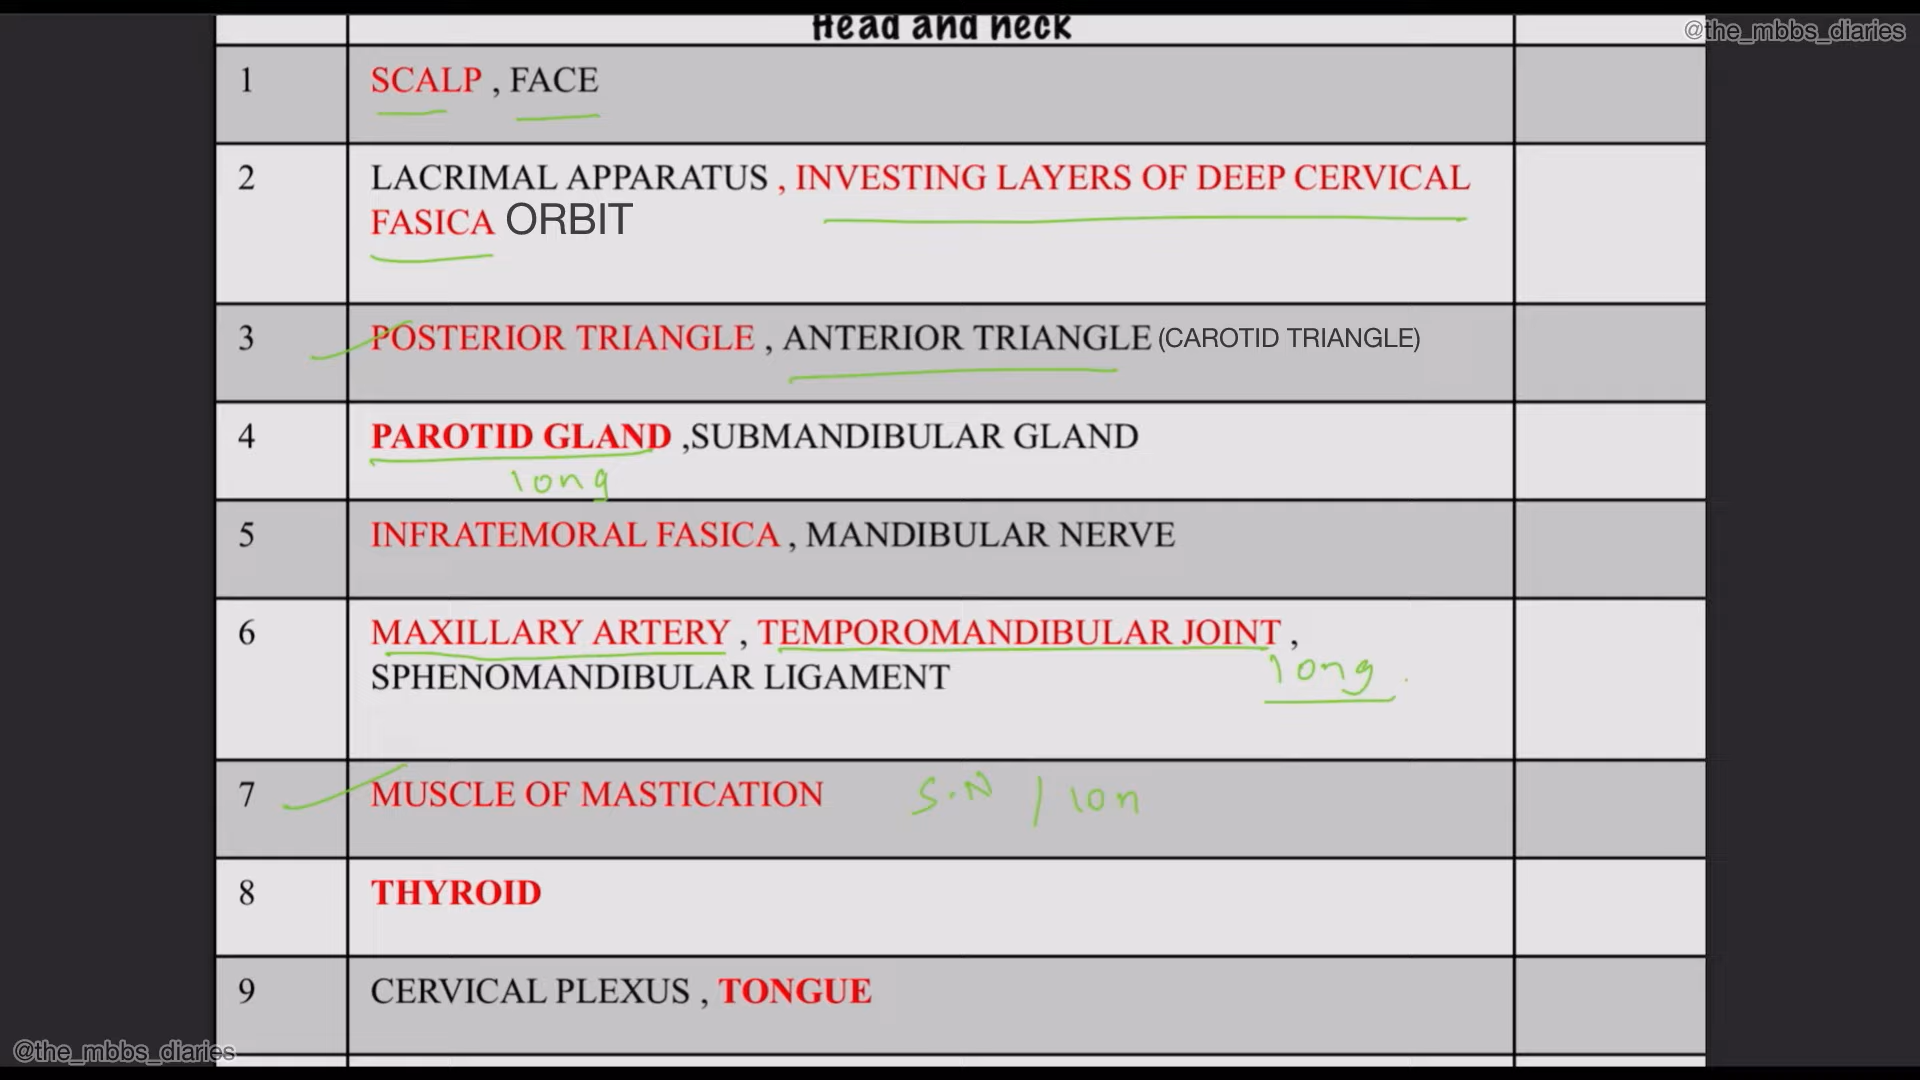 Head and neck
@the_mbbs_diaries
1 SCALP , FACE
2 LACRIMAL APPARATUS , INVESTING LAYERS OF DEEP CERVICAL
FASICA ORBIT
3 POSTERIOR TRIANGLE , ANTERIOR TRIANGLE (CAROTID TRIANGLE)
4 PAROTID GLAND ,SUBMANDIBULAR GLAND
long
5 INFRATEMORAL FASICA , MANDIBULAR NERVE
6 MAXILLARY ARTERY , TEMPOROMANDIBULAR JOINT ,
SPHENOMANDIBULAR LIGAMENT long
7 MUSCLE OF MASTICATION S.N / lon
8 THYROID
9 CERVICAL PLEXUS , TONGUE
@the_mbbs_diaries